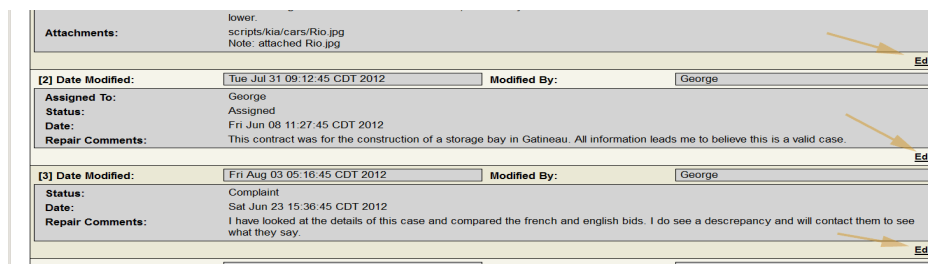 lower.
Attachments: scripts/kia/cars/Rio.jpg
Note: attached Rio.jpg
Ed
[2] Date Modified: Tue Jul 31 09:12:45 CDT 2012 Modified By: George
Assigned To: George
Status: Assigned
Date: Fri Jun 08 11:27:45 CDT 2012
Repair Comments: This contract was for the construction of a storage bay in Gatineau. All information leads me to believe this is a valid case.
Ed
[3] Date Modified: Fri Aug 03 05:16:45 CDT 2012 Modified By: George
Status: Complaint
Date: Sat Jun 23 15:36:45 CDT 2012
Repair Comments: I have looked at the details of this case and compared the french and english bids. I do see a descrepancy and will contact them to see
what they say.
Ed